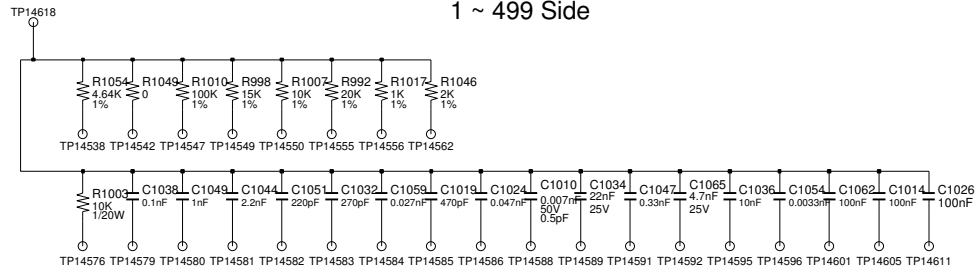 1 ~ 499 Side
TP14618
R1054 R1049 R1010 R998 R1007 R992 R1017 R1046
4.64K 0 100K 15K 10K 20K 1K 2K
1% 1% 1% 1% 1% 1% 1%
TP14538 TP14542 TP14547 TP14549 TP14550 TP14555 TP14556 TP14562
R1003 C1038 C1049 C1044 C1051 C1032 C1059 C1019 C1024 C1010 C1034 C1047 C1065 C1036 C1054 C1062 C1014 C1026
10K 0.1nF 1nF 2.2nF 220pF 270pF 0.027nF 470pF 0.047nF 0.007nF 22nF 0.33nF 4.7nF 10nF 0.0033nF 100nF 100nF 100nF
1/20W 50V 25V 25V
0.5pF
TP14576 TP14579 TP14580 TP14581 TP14582 TP14583 TP14584 TP14585 TP14586 TP14588 TP14589 TP14591 TP14592 TP14595 TP14596 TP14601 TP14605 TP14611